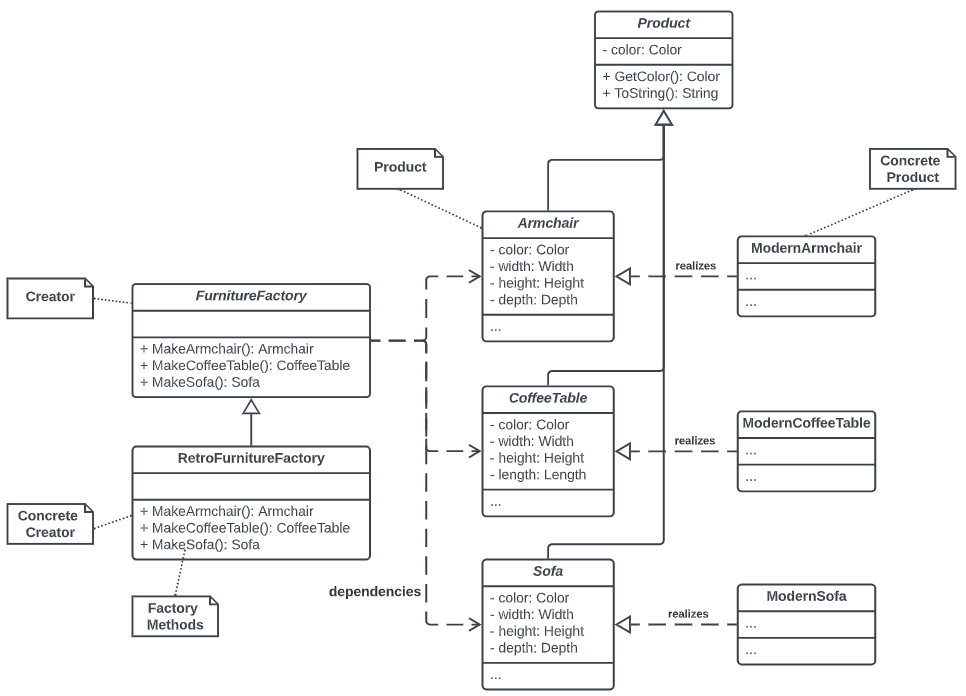 Product
- color: Color
+ GetColor(): Color
+ ToString(): String
Product
Concrete
Product
Armchair
- color: Color
- width: Width
- height: Height
- depth: Depth
...
realizes
ModernArmchair
...
...
Creator
FurnitureFactory
+ MakeArmchair(): Armchair
+ MakeCoffeeTable(): CoffeeTable
+ MakeSofa(): Sofa
CoffeeTable
- color: Color
- width: Width
- height: Height
- length: Length
...
realizes
ModernCoffeeTable
...
...
RetroFurnitureFactory
+ MakeArmchair(): Armchair
+ MakeCoffeeTable(): CoffeeTable
+ MakeSofa(): Sofa
Concrete
Creator
Factory
Methods
dependencies
Sofa
- color: Color
- width: Width
- height: Height
- depth: Depth
...
realizes
ModernSofa
...
...